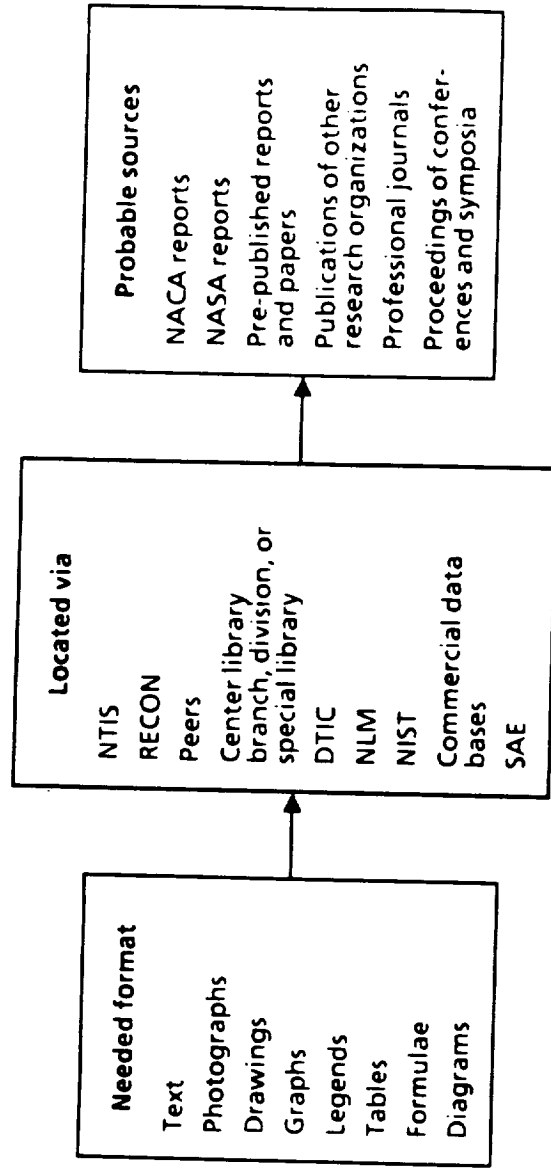 Needed format
Text
Photographs
Drawings
Graphs
Legends
Tables
Formulae
Diagrams
Located via
NTIS
RECON
Peers
Center library
branch, division, or
special library
DTIC
NLM
NIST
Commercial data
bases
SAE
Probable sources
NACA reports
NASA reports
Pre-published reports
and papers
Publications of other
research organizations
Professional journals
Proceedings of confer-
ences and symposia